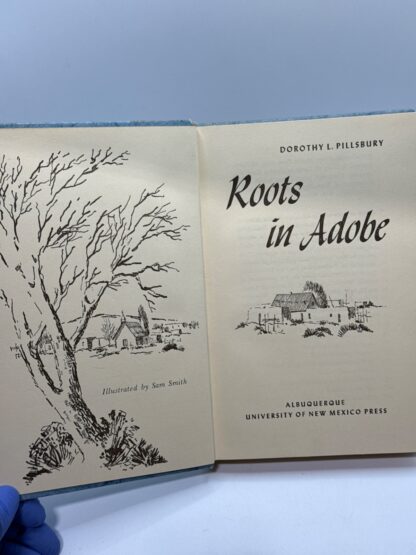 Illustrated by Sam Smith
DOROTHY L. PILLSBURY
Roots
in Adobe
ALBUQUERQUE
UNIVERSITY OF NEW MEXICO PRESS